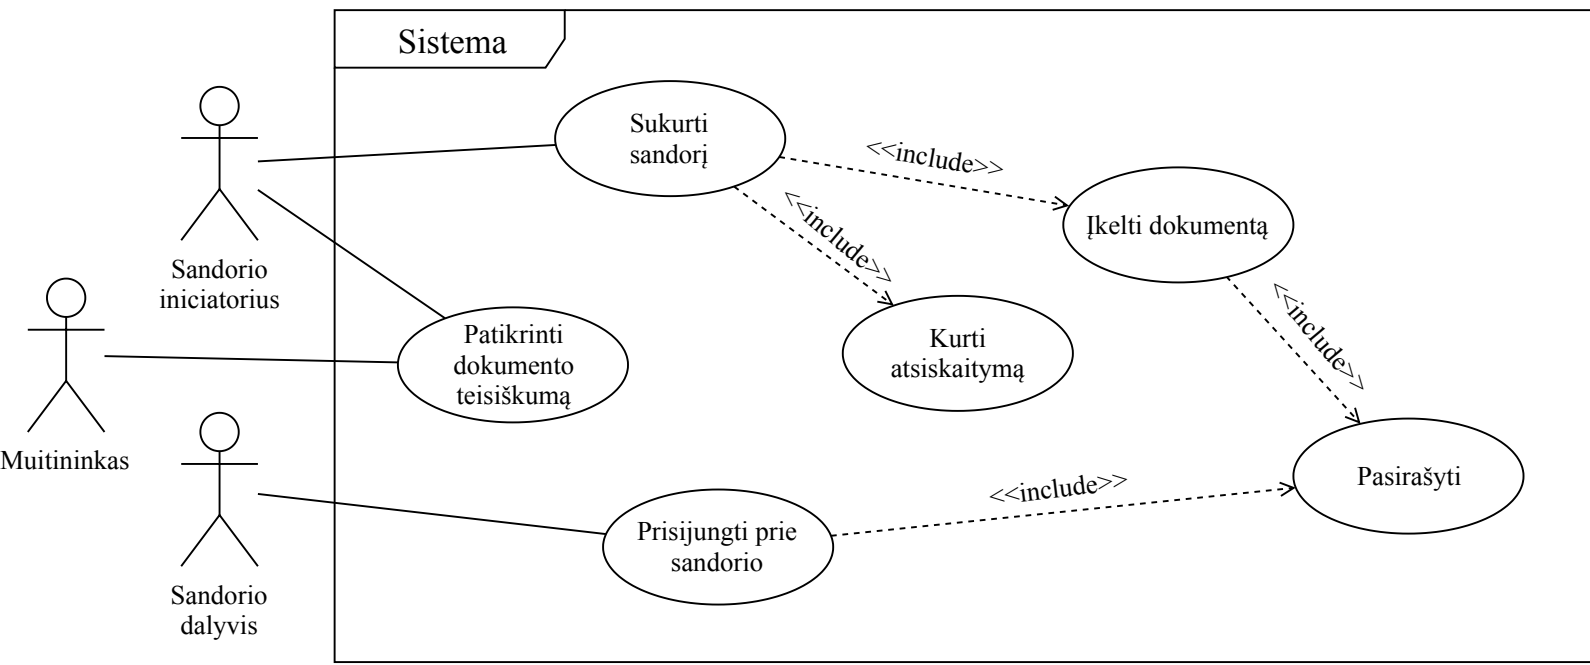 Sistema
Sukurti
sandorį
<<include>>
<<include>>
Įkelti dokumentą
Sandorio
iniciatorius
Patikrinti
dokumento
teisiškumą
Kurti
atsiskaitymą
<<include>>
Muitininkas
Pasirašyti
<<include>>
Prisijungti prie
sandorio
Sandorio
dalyvis